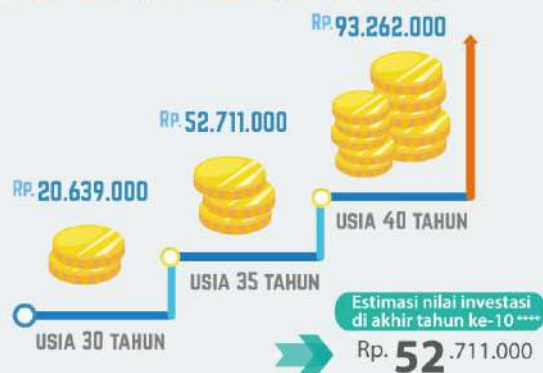 Rp.93.262.000
Rp.52.711.000
Rp.20.639.000
USIA 40 TAHUN
USIA 35 TAHUN
USIA 30 TAHUN
Estimasi nilai investasi
di akhir tahun ke-10 ****
Rp. 52.711.000